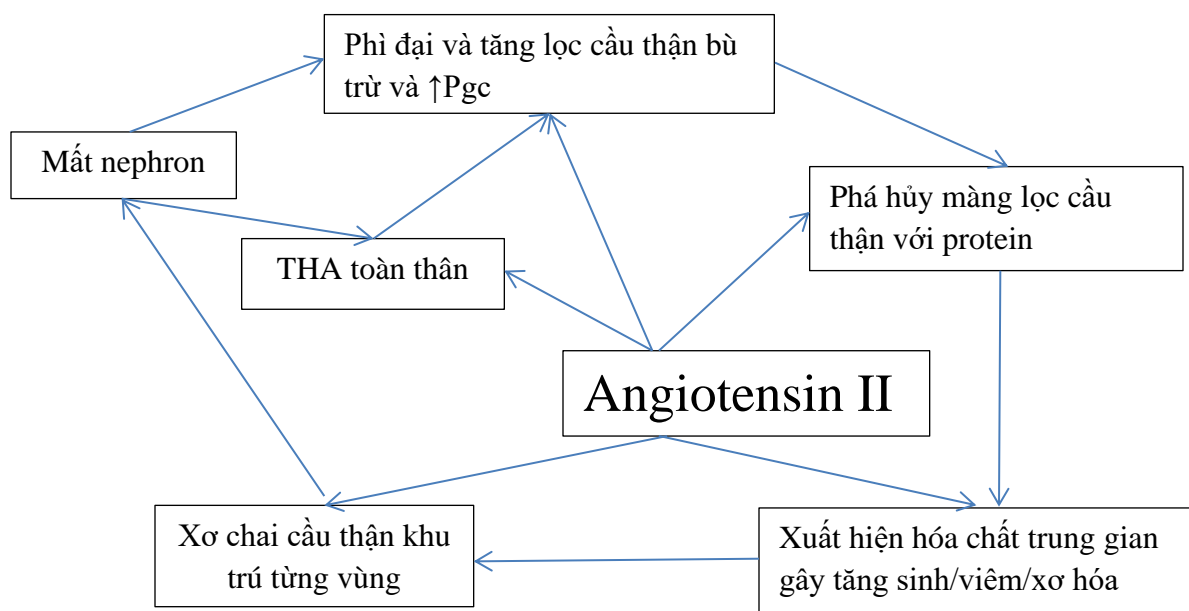 Phì đại và tăng lọc cầu thận bù
trừ và ↑Pgc
Mất nephron
Phá hủy màng lọc cầu
thận với protein
THA toàn thân
Angiotensin II
Xơ chai cầu thận khu
trú từng vùng
Xuất hiện hóa chất trung gian
gây tăng sinh/viêm/xơ hóa